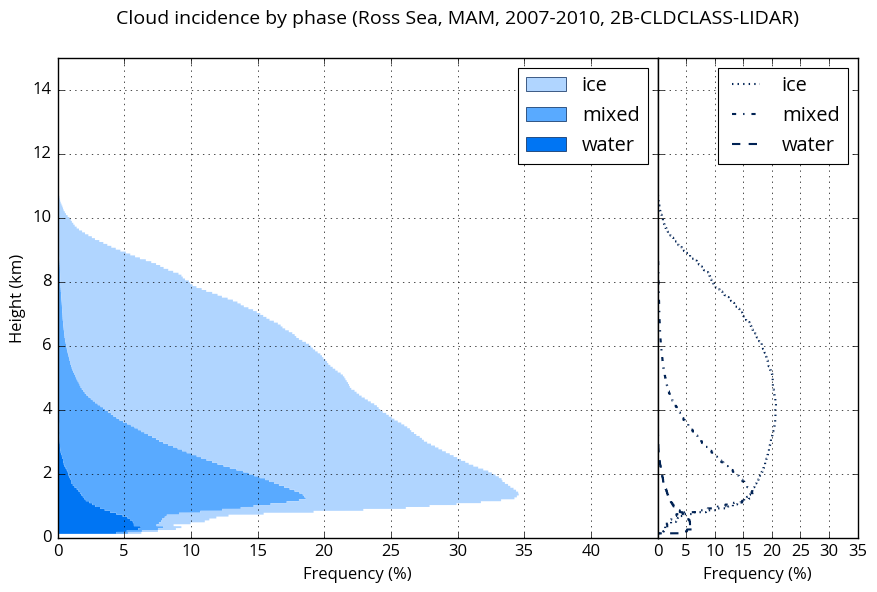 Cloud incidence by phase (Ross Sea, MAM, 2007-2010, 2B-CLDCLASS-LIDAR)
Height (km)
14
12
10
8
6
4
2
0
ice
mixed
water
0 5 10 15 20 25 30 35 40
Frequency (%)
ice
mixed
water
0 5 10 15 20 25 30 35
Frequency (%)